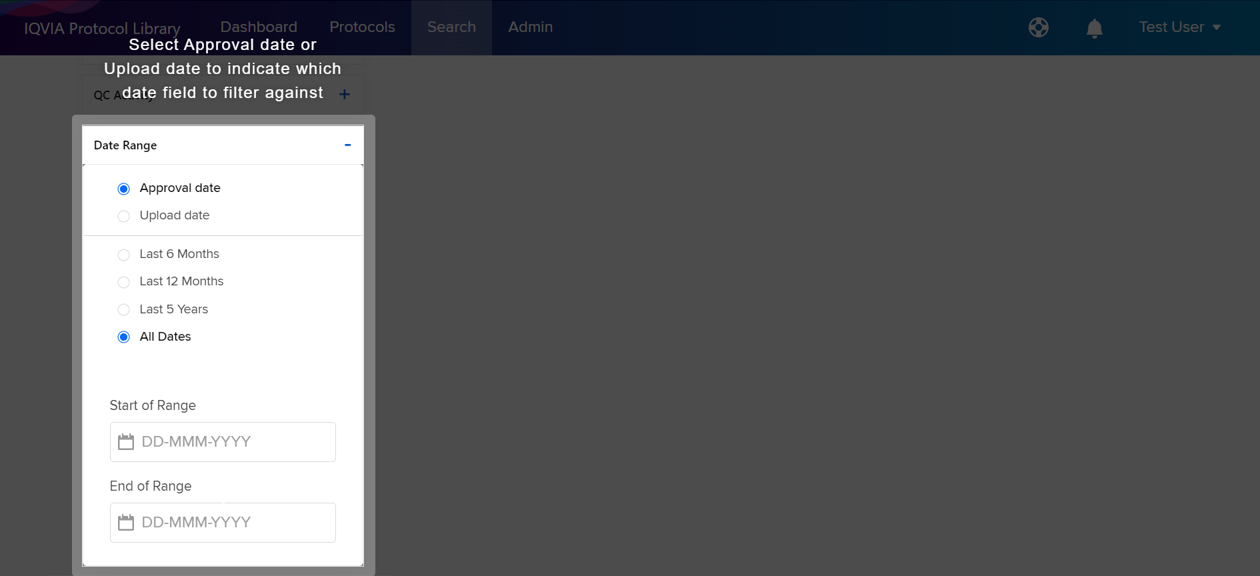 IQVIA Protocol Library Dashboard Protocols Search Admin Test User
Select Approval date or
Upload date to indicate which
date field to filter against
QC +
Date Range -
Approval date
Upload date
Last 6 Months
Last 12 Months
Last 5 Years
All Dates
Start of Range
DD-MMM-YYYY
End of Range
DD-MMM-YYYY